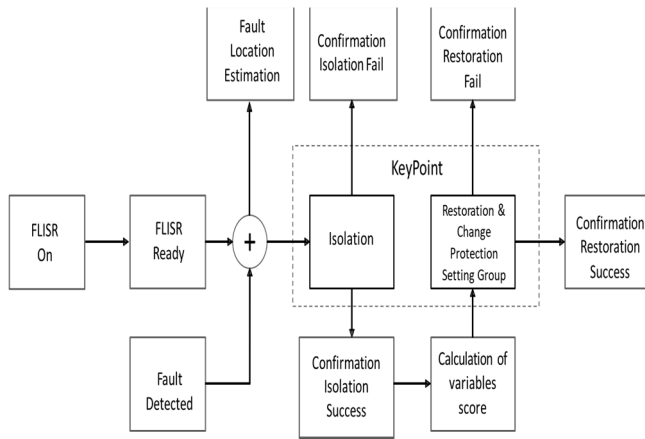 Fault
Location
Estimation
Confirmation
Isolation Fail
Confirmation
Restoration
Fail
KeyPoint
FLISR
On
FLISR
Ready
+
Isolation
Restoration &
Change
Protection
Setting Group
Confirmation
Restoration
Success
Fault
Detected
Confirmation
Isolation
Success
Calculation of
variables
score